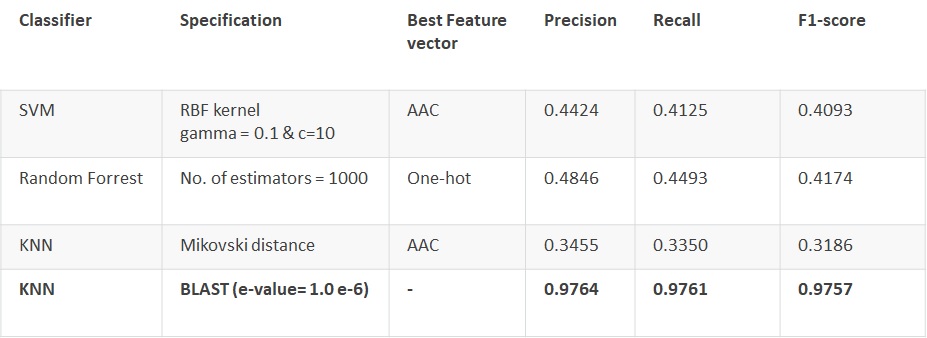 Classifier Specification Best Feature vector Precision Recall F1-score
SVM RBF kernel gamma = 0.1 & c=10 AAC 0.4424 0.4125 0.4093
Random Forrest No. of estimators = 1000 One-hot 0.4846 0.4493 0.4174
KNN Mikovski distance AAC 0.3455 0.3350 0.3186
KNN BLAST (e-value= 1.0 e-6) - 0.9764 0.9761 0.9757